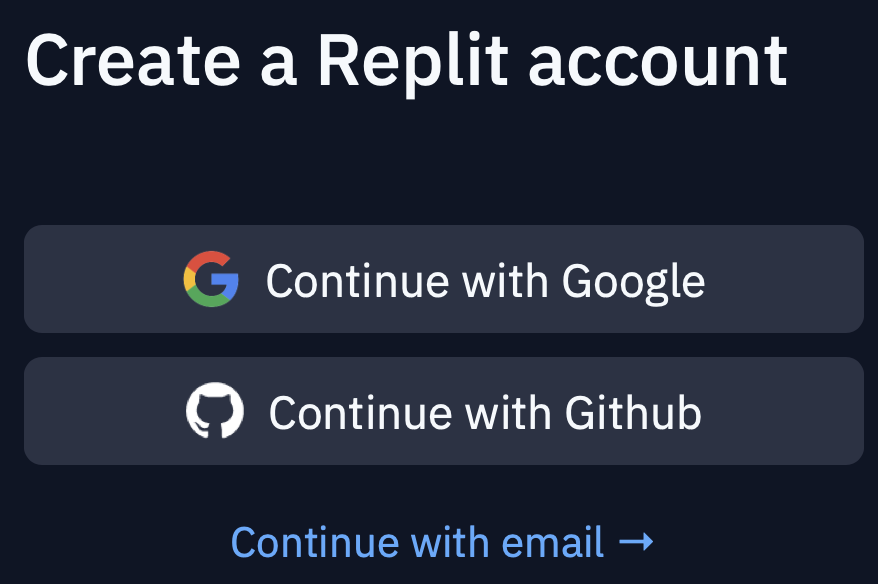 Create a Replit account
Continue with Google
Continue with Github
Continue with email →